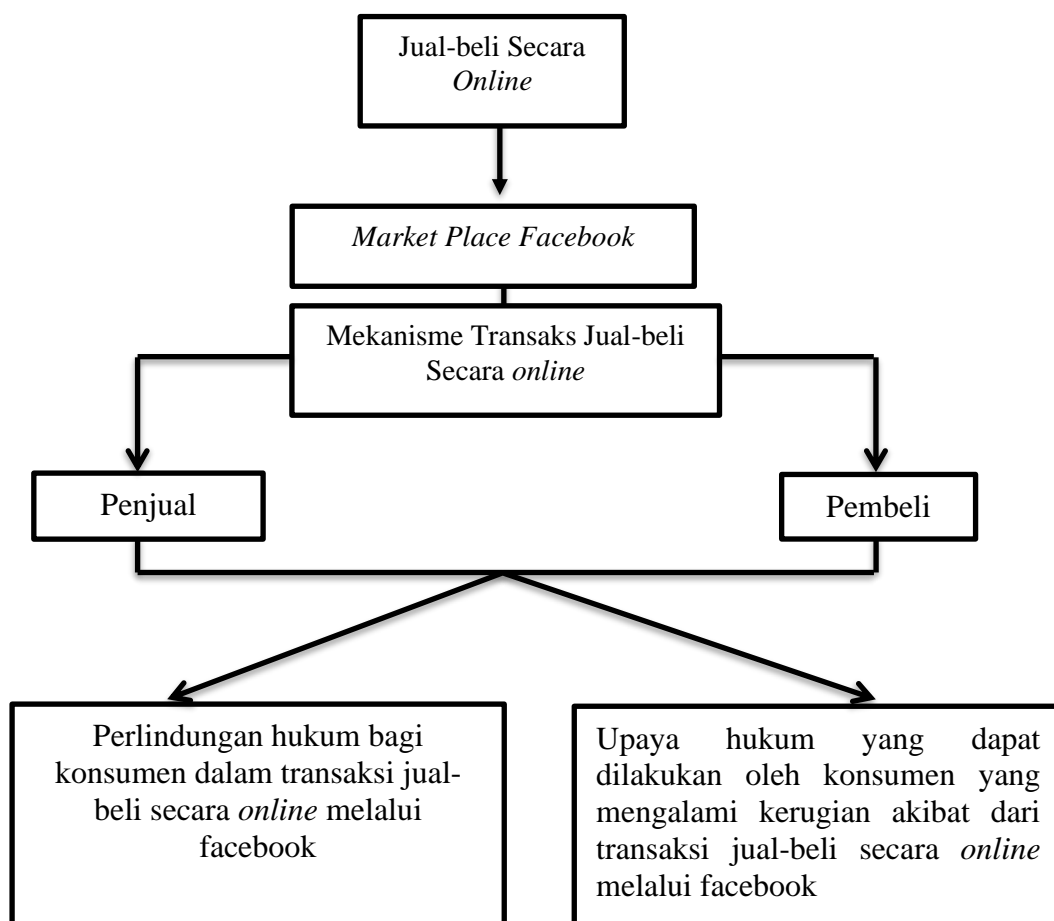 Jual-beli Secara
Online
Market Place Facebook
Mekanisme Transaks Jual-beli
Secara online
Penjual
Pembeli
Perlindungan hukum bagi
konsumen dalam transaksi jual-
beli secara online melalui
facebook
Upaya hukum yang dapat
dilakukan oleh konsumen yang
mengalami kerugian akibat dari
transaksi jual-beli secara online
melalui facebook